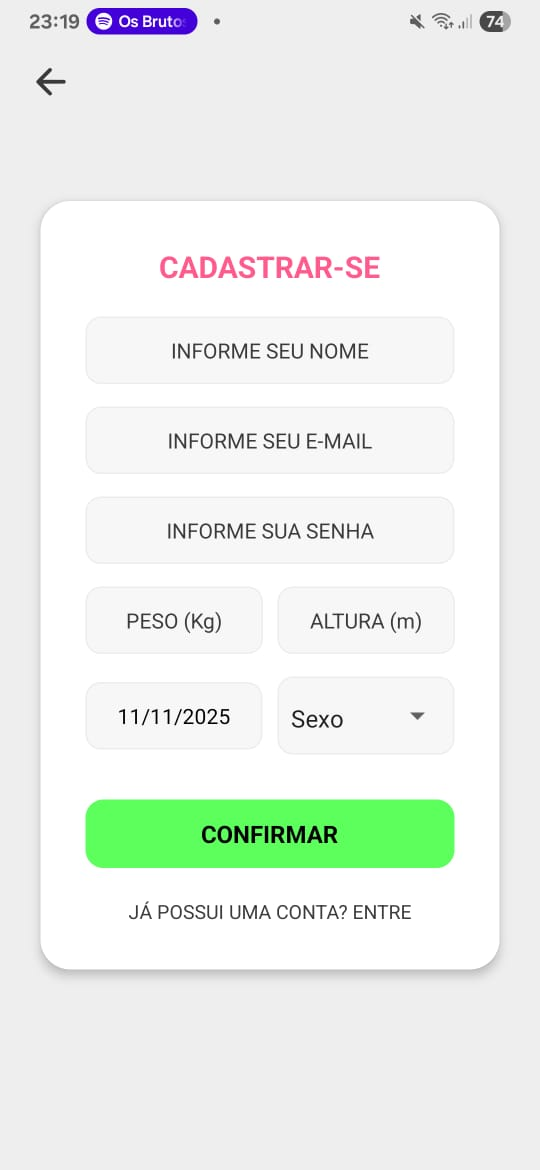 23:19 Os Brutos 74
CADASTRAR-SE
INFORME SEU NOME
INFORME SEU E-MAIL
INFORME SUA SENHA
PESO (Kg) ALTURA (m)
11/11/2025 Sexo
CONFIRMAR
JÁ POSSUI UMA CONTA? ENTRE